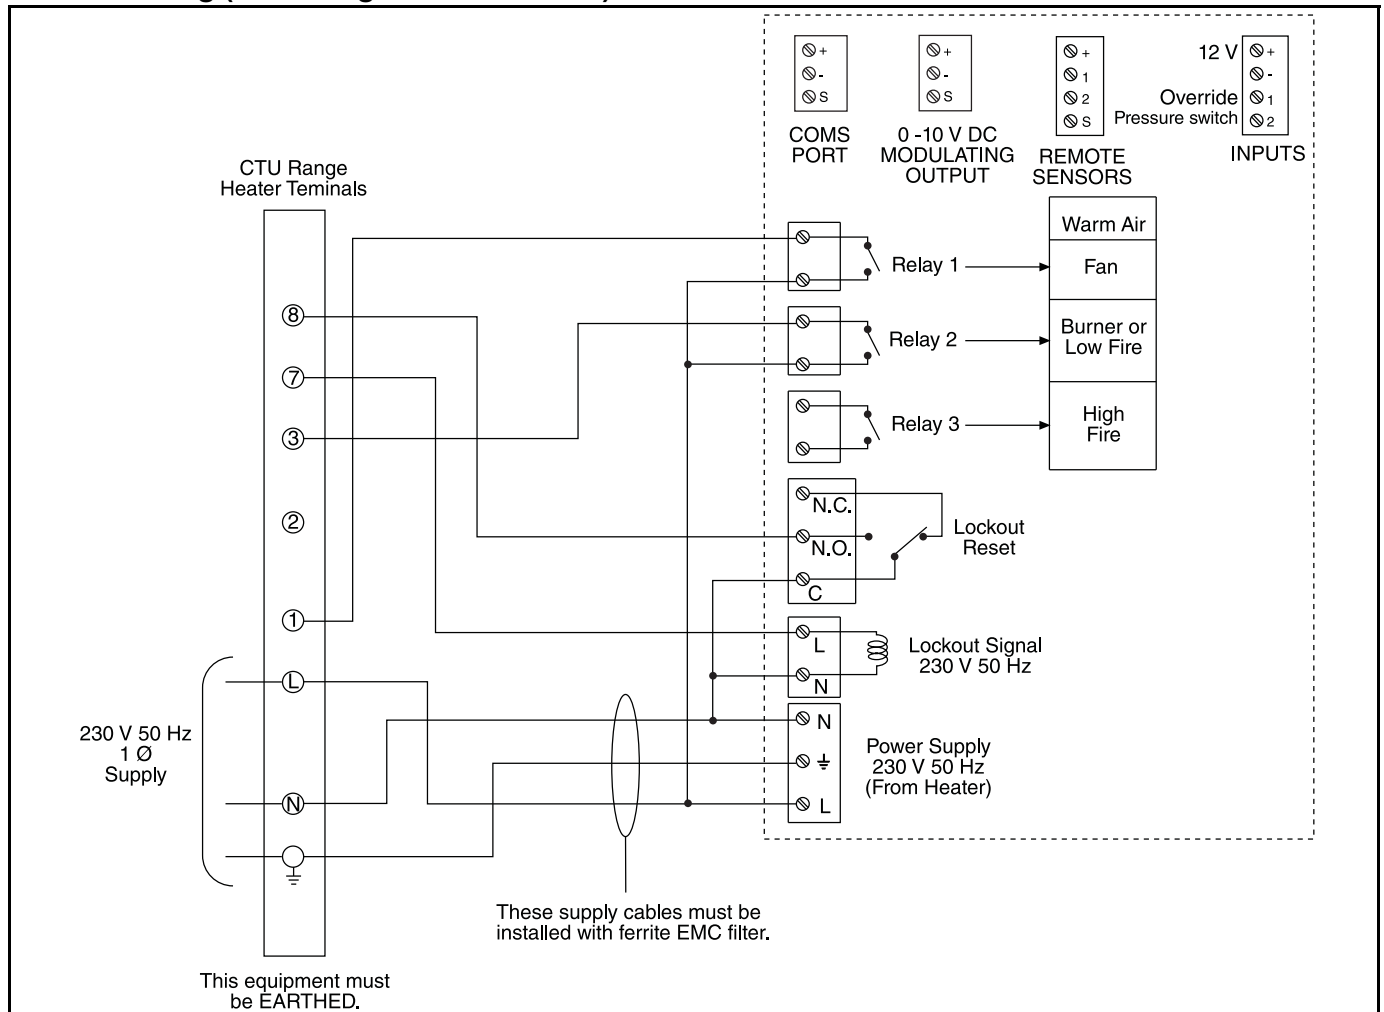 12 V
+
-
S
COMS
PORT
+
-
S
0 -10 V DC
MODULATING
OUTPUT
+
1
2
S
REMOTE
SENSORS
+
-
Override
1
Pressure switch
2
INPUTS
CTU Range
Heater Teminals
8
7
3
2
1
L
N
230 V 50 Hz
1 Ø
Supply
This equipment must
be EARTHED.
Relay 1
Relay 2
Relay 3
Warm Air
Fan
Burner or
Low Fire
High
Fire
N.C.
N.O.
C
Lockout
Reset
L
N
Lockout Signal
230 V 50 Hz
N
L
Power Supply
230 V 50 Hz
(From Heater)
These supply cables must be
installed with ferrite EMC filter.